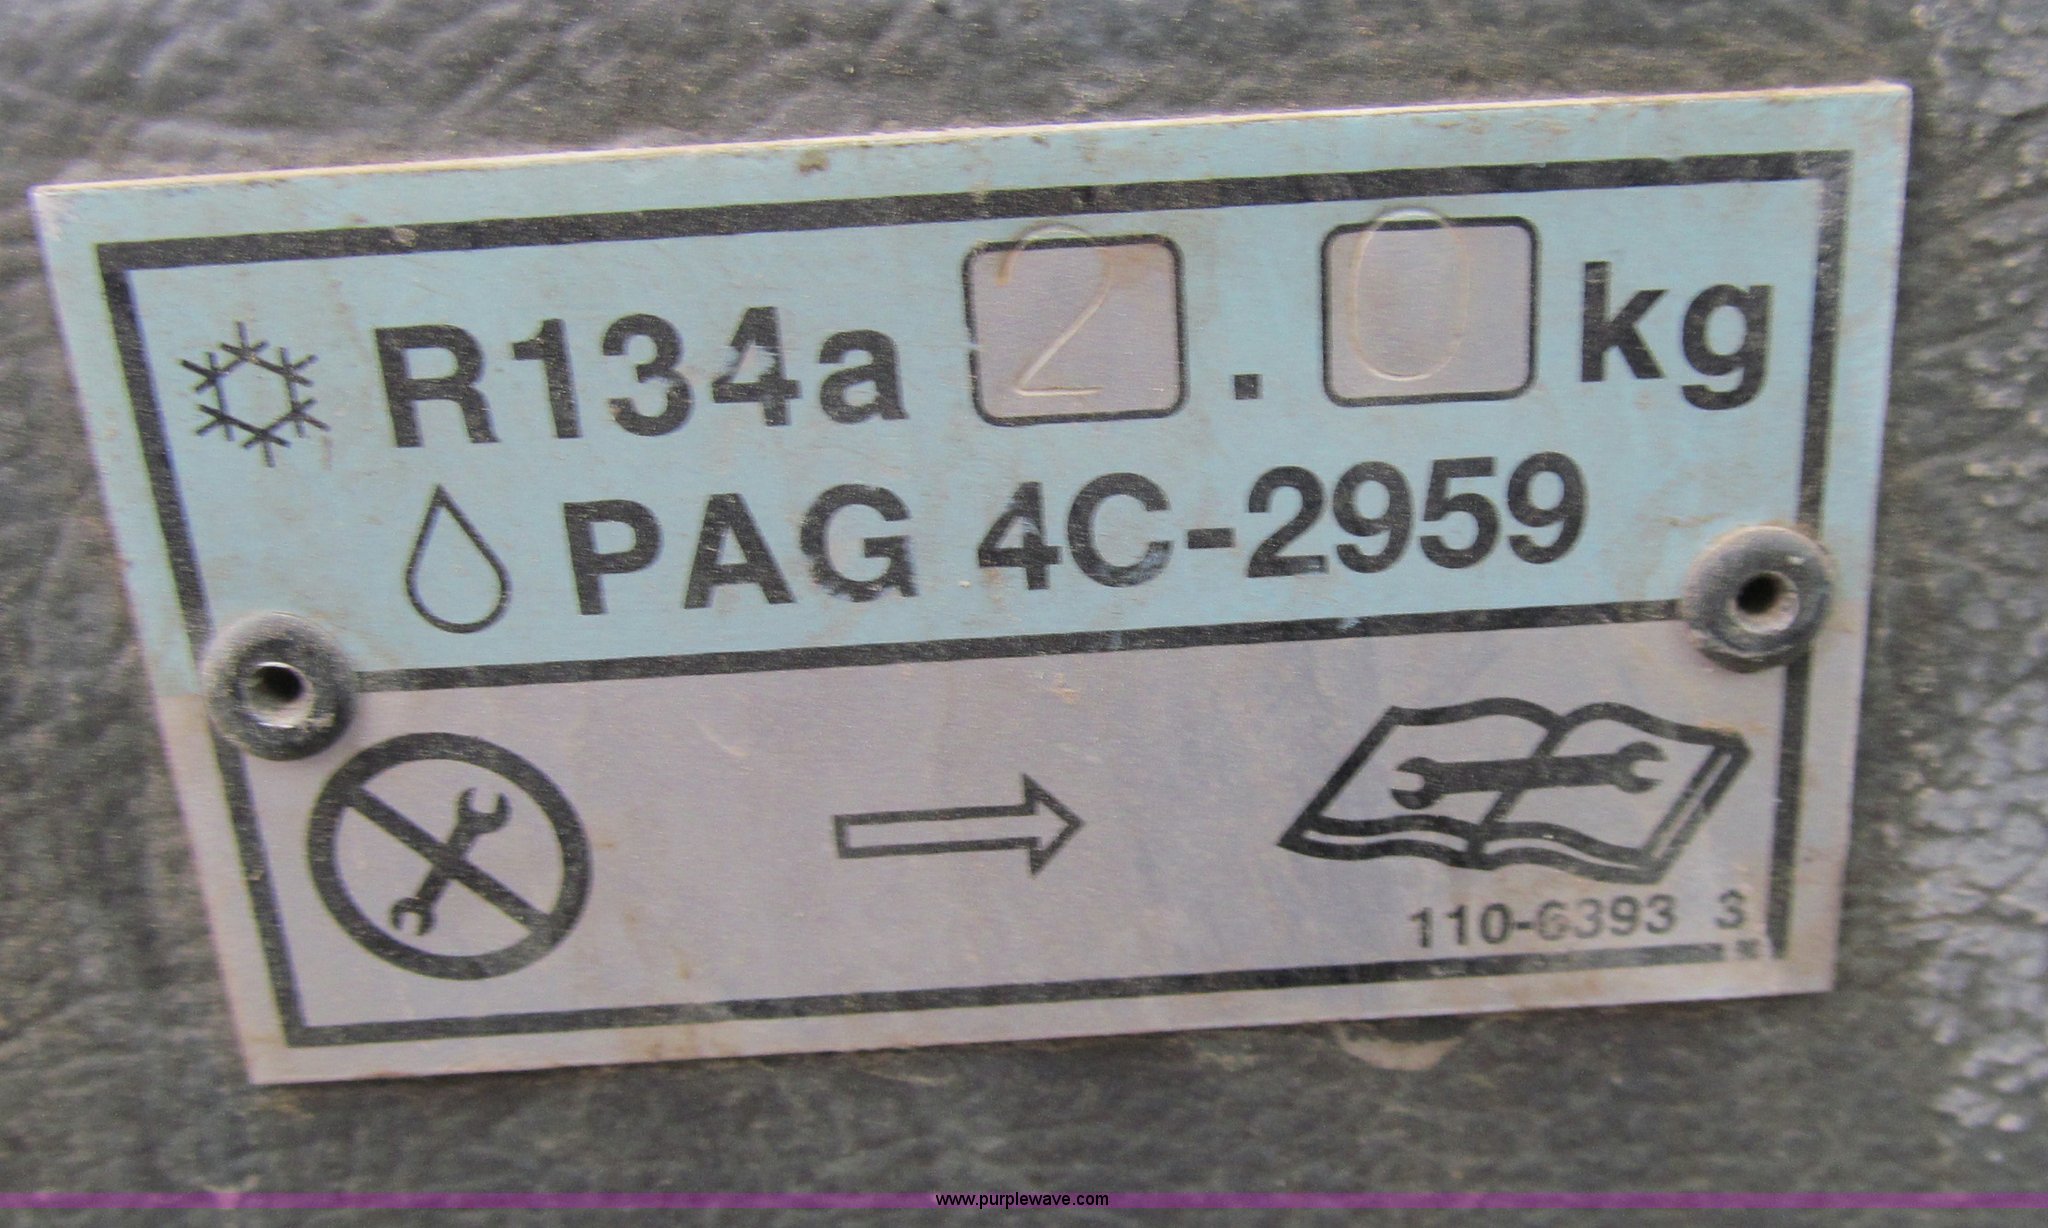 R134a 2.0 kg
PAG 4C-2959
110-6393 3
www.purplewave.com